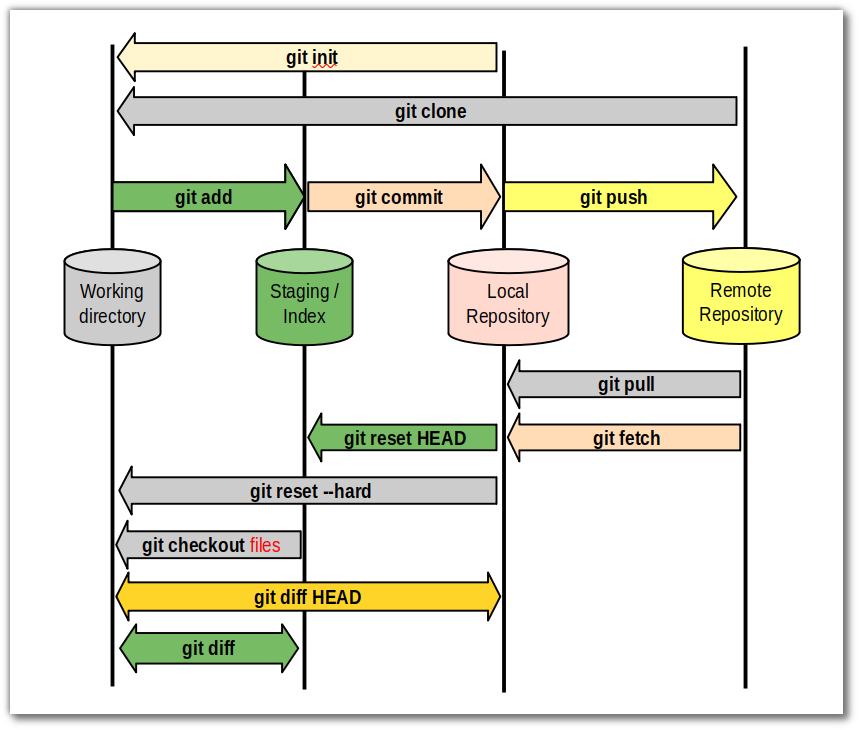 git init
git clone
git add
git commit
git push
Working
directory
Staging /
Index
Local
Repository
Remote
Repository
git pull
git reset HEAD
git fetch
git reset --hard
git checkout files
git diff HEAD
git diff